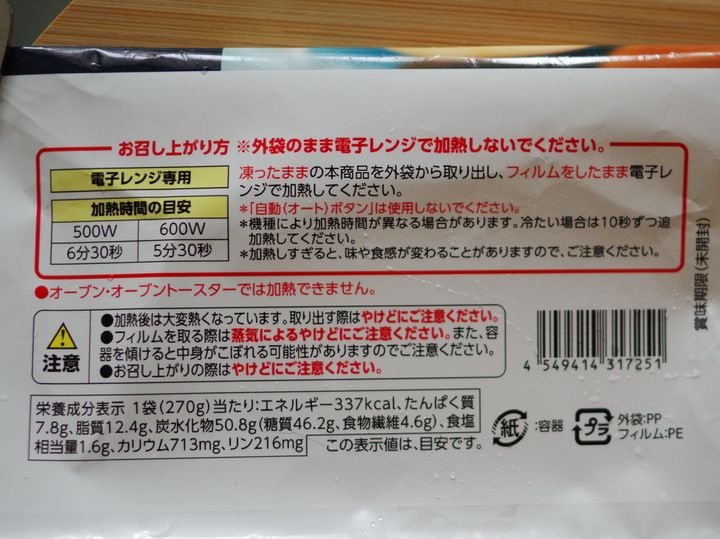 お召し上がり方 ※外袋のまま電子レンジで加熱しないでください。
電子レンジ専用
加熱時間の目安
500W 600W
6分30秒 5分30秒
凍ったままの本商品を外袋から取り出し、フィルムをしたまま電子レ
ンジで加熱してください。
*「自動(オート)ボタン」は使用しないでください。
*機種により加熱時間が異なる場合があります。冷たい場合は10秒ずつ追
加熱してください。
*加熱しすぎると、味や食感が変わることがありますので、ご注意ください。
●オーブン・オーブントースターでは加熱できません。
注意
●加熱後は大変熱くなっています。取り出す際はやけどにご注意ください。
●フィルムを取る際は蒸気によるやけどにご注意ください。また、容
器を傾けると中身がこぼれる可能性がありますのでご注意ください。
●お召し上がりの際はやけどにご注意ください。
栄養成分表示 1袋(270g)当たり:エネルギー337kcal、たんぱく質
7.8g、脂質12.4g、炭水化物50.8g(糖質46.2g、食物繊維4.6g)、食塩
相当量1.6g、カリウム713mg、リン216mg この表示値は、目安です。
4 549414 317251
紙 :容器
プラ 外袋:PP
フィルム:PE
賞味期限(未開封)